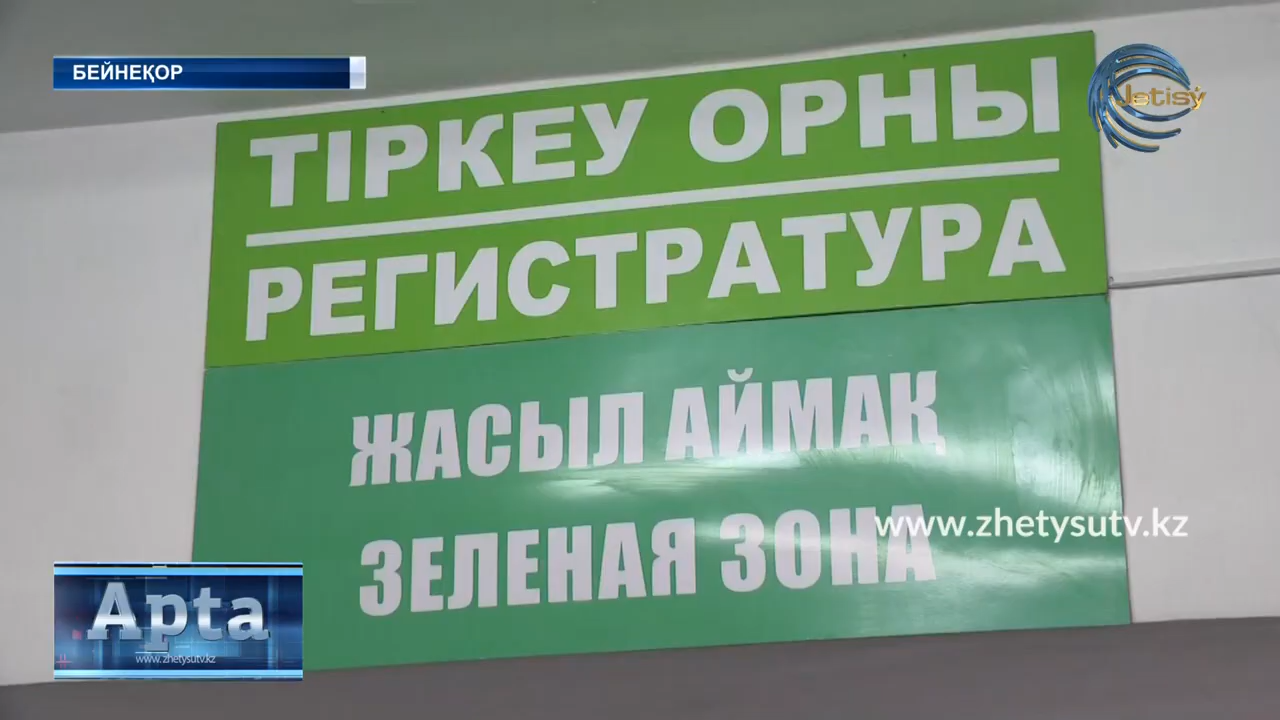 БЕЙНЕҚОР
Jetisý
ТІРКЕУ ОРНЫ
РЕГИСТРАТУРА
ЖАСЫЛ АЙМАҚ
ЗЕЛЕНАЯ ЗОНА
www.zhetysutv.kz
Apta
www.zhetysutv.kz